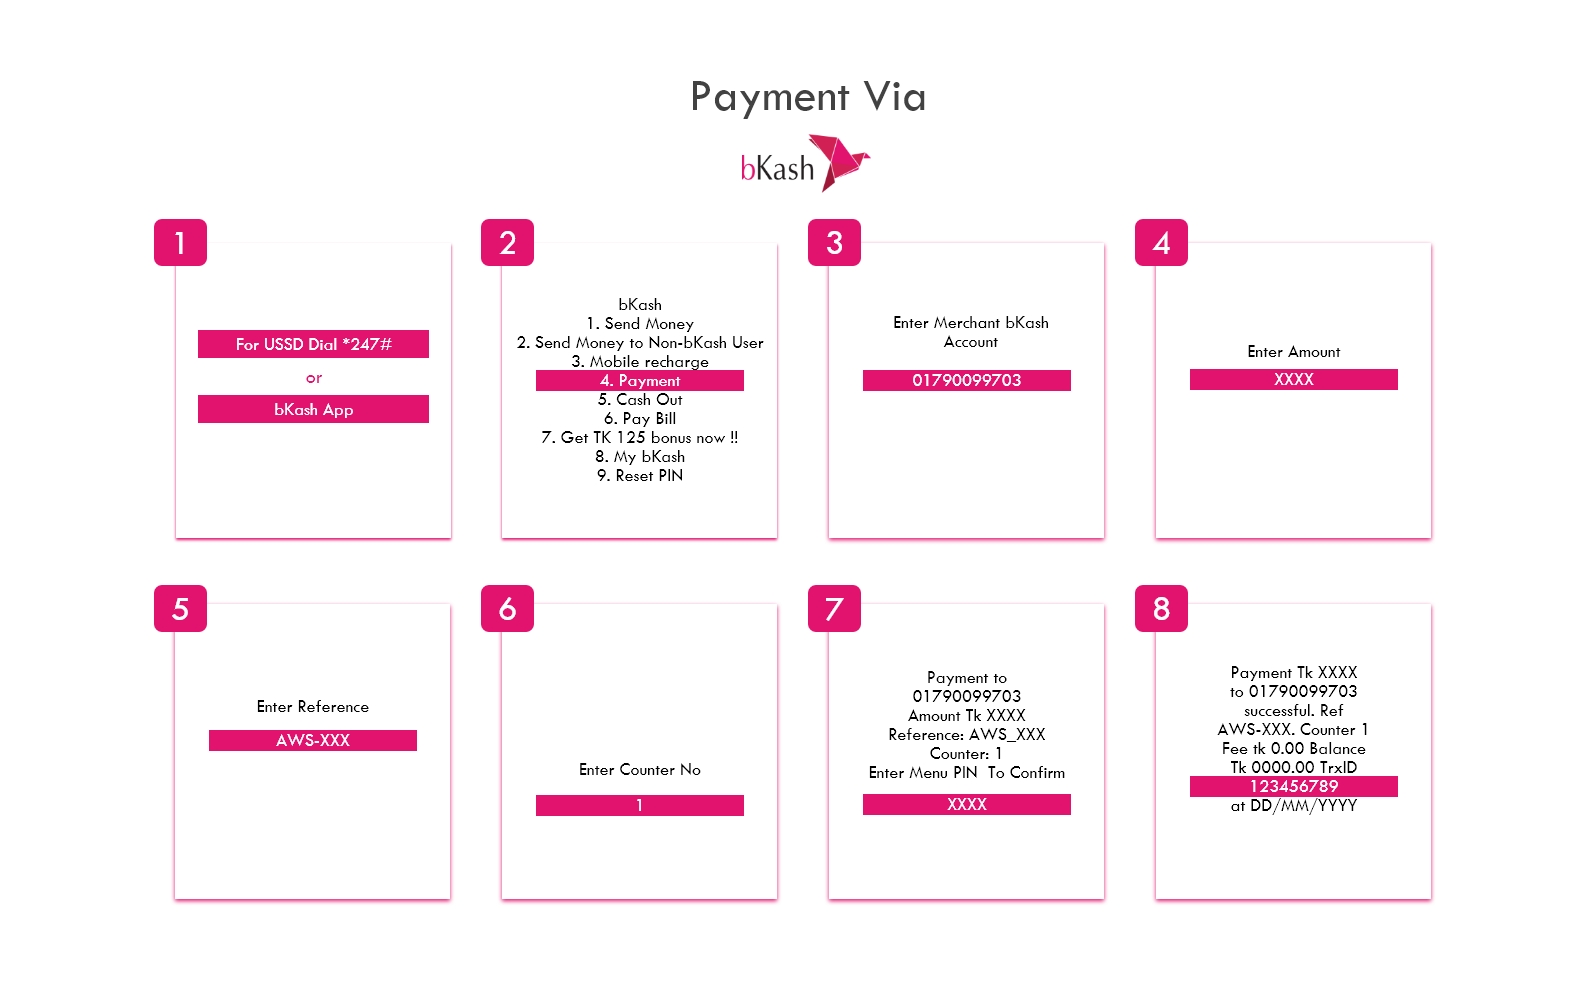 Payment Via
bKash
1
For USSD Dial *247#
or
bKash App
2
bKash
1. Send Money
2. Send Money to Non-bKash User
3. Mobile recharge
4. Payment
5. Cash Out
6. Pay Bill
7. Get TK 125 bonus now !!
8. My bKash
9. Reset PIN
3
Enter Merchant bKash
Account
01790099703
4
Enter Amount
XXXX
5
Enter Reference
AWS-XXX
6
Enter Counter No
1
7
Payment to
01790099703
Amount Tk XXXX
Reference: AWS_XXX
Counter: 1
Enter Menu PIN  To Confirm
XXXX
8
Payment Tk XXXX
to 01790099703
successful. Ref
AWS-XXX. Counter 1
Fee tk 0.00 Balance
Tk 0000.00 TrxID
123456789
at DD/MM/YYYY